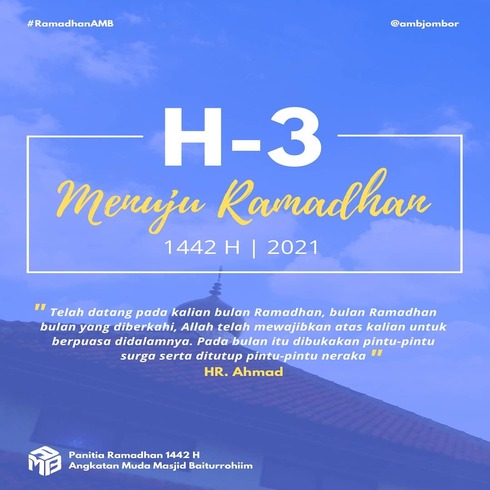 #RamadhanAMB
@ambjombor
H-3
Menuju Ramadhan
1442 H | 2021
" Telah datang pada kalian bulan Ramadhan, bulan Ramadhan
bulan yang diberkahi, Allah telah mewajibkan atas kalian untuk
berpuasa didalamnya. Pada bulan itu dibukakan pintu-pintu
surga serta ditutup pintu-pintu neraka "
HR. Ahmad
AMB
Panitia Ramadhan 1442 H
Angkatan Muda Masjid Baiturrohiim